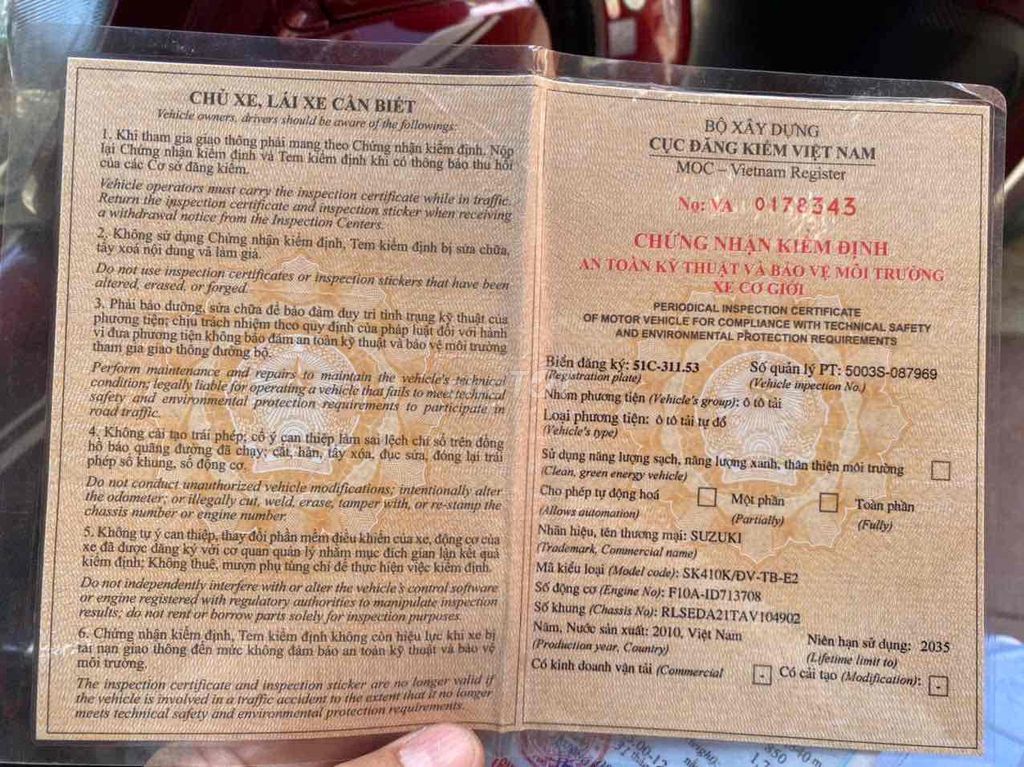 CHỦ XE, LÁI XE CẦN BIẾT
Vehicle owners, drivers should be aware of the followings:
1. Khi tham gia giao thông phải mang theo Chứng nhận kiểm định. Nộp
lại Chứng nhận kiểm định và Tem kiểm định khi có thông báo thu hồi
của các Cơ sở đăng kiểm.
Vehicle operators must carry the inspection certificate while in traffic.
Return the inspection certificate and inspection sticker when receiving
a withdrawal notice from the Inspection Centers.
2. Không sử dụng Chứng nhận kiểm định, Tem kiểm định bị sửa chữa,
tẩy xoá nội dung và làm giả.
Do not use inspection certificates or inspection stickers that have been
altered, erased, or forged.
3. Phải bảo dưỡng, sửa chữa để bảo đảm duy trì tình trạng kỹ thuật của
phương tiện; chịu trách nhiệm theo quy định của pháp luật đối với hành
vi đưa phương tiện không bảo đảm an toàn kỹ thuật và bảo vệ môi trường
tham gia giao thông đường bộ.
Perform maintenance and repairs to maintain the vehicle's technical
condition; legally liable for operating a vehicle that fails to meet technical
safety and environmental protection requirements to participate in
road traffic.
4. Không cải tạo trái phép; cố ý can thiệp làm sai lệch chỉ số trên đồng
hồ báo quãng đường đã chạy; cắt, hàn, tẩy xóa, đục sửa, đóng lại trái
phép số khung, số động cơ.
Do not conduct unauthorized vehicle modifications; intentionally alter
the odometer; or illegally cut, weld, erase, tamper with, or re-stamp the
chassis number or engine number.
5. Không tự ý can thiệp, thay đổi phần mềm điều khiển của xe, động cơ của
xe đã được đăng ký với cơ quan quản lý nhằm mục đích gian lận kết quả
kiểm định; Không thuê, mượn phụ tùng chỉ để thực hiện việc kiểm định.
Do not independently interfere with or alter the vehicle's control software
or engine registered with regulatory authorities to manipulate inspection
results; do not rent or borrow parts solely for inspection purposes.
6. Chứng nhận kiểm định, Tem kiểm định không còn hiệu lực khi xe bị
tai nạn giao thông đến mức không đảm bảo an toàn kỹ thuật và bảo vệ
môi trường.
The inspection certificate and inspection sticker are no longer valid if
the vehicle is involved in a traffic accident to the extent that it no longer
meets technical safety and environmental protection requirements.
BỘ XÂY DỰNG
CỤC ĐĂNG KIỂM VIỆT NAM
MOC – Vietnam Register
No: VA 0178343
CHỨNG NHẬN KIỂM ĐỊNH
AN TOÀN KỸ THUẬT VÀ BẢO VỆ MÔI TRƯỜNG
XE CƠ GIỚI
PERIODICAL INSPECTION CERTIFICATE
OF MOTOR VEHICLE FOR COMPLIANCE WITH TECHNICAL SAFETY
AND ENVIRONMENTAL PROTECTION REQUIREMENTS
Biển đăng ký: 51C-311.53 Số quản lý PT: 5003S-087969
(Registration plate) (Vehicle inspection No.)
Nhóm phương tiện (Vehicle's group): ô tô tải
Loại phương tiện: ô tô tải tự đổ
(Vehicle's type)
Sử dụng năng lượng sạch, năng lượng xanh, thân thiện môi trường
(Clean, green energy vehicle)
Cho phép tự động hoá Một phần Toàn phần
(Allows automation) (Partially) (Fully)
Nhãn hiệu, tên thương mại: SUZUKI
(Trademark, Commercial name)
Mã kiểu loại (Model code): SK410K/ĐV-TB-E2
Số động cơ (Engine No): F10A-ID713708
Số khung (Chassis No): RLSEDA21TAV104902
Năm, Nước sản xuất: 2010, Việt Nam Niên hạn sử dụng: 2035
(Production year, Country) (Lifetime limit to)
Có kinh doanh vận tải (Commercial - Có cải tạo (Modification): -